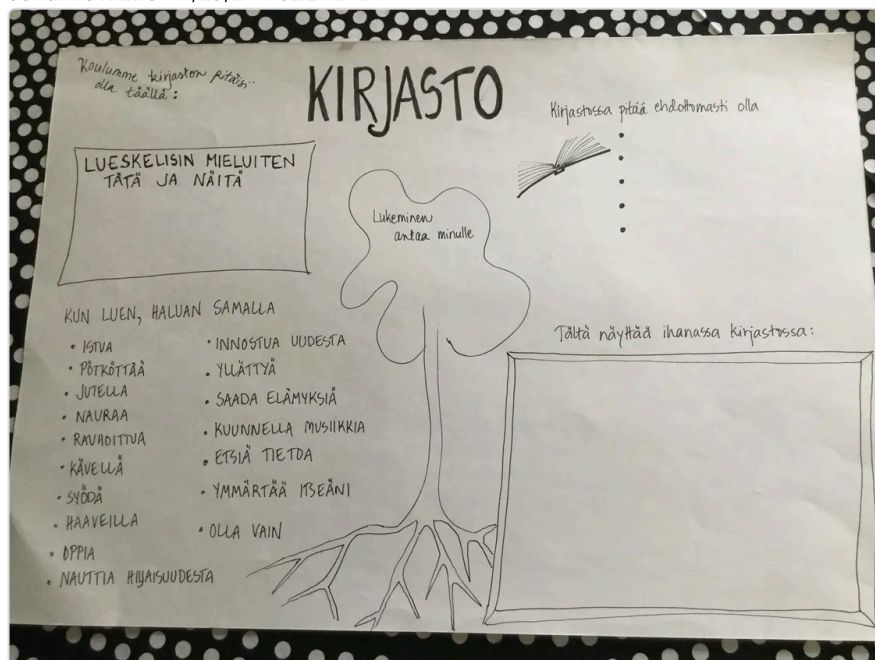 Koulumme kirjaston pitäisi
olla täällä:
KIRJASTO
Kirjastossa pitää ehdottomasti olla
LUESKELISIN MIELUITEN
TÄTÄ JA NÄITÄ
Lukeminen
antaa minulle
KUN LUEN, HALUAN SAMALLA
• ISTUA
• PÖTKÖTTÄÄ
• JUTELLA
• NAURAA
• RAUHOITTUA
• KÄVELLÄ
• SYÖDÄ
• HAAVEILLA
• OPPIA
• NAUTTIA HILJAISUUDESTA
• INNOSTUA UUDESTA
• YLLÄTTYÄ
• SAADA ELÄMYKSIÄ
• KUUNNELLA MUSIIKKIA
• ETSIÄ TIETOA
• YMMÄRTÄÄ ITSEÄNI
• OLLA VAIN
Tältä näyttää ihanassa kirjastossa: